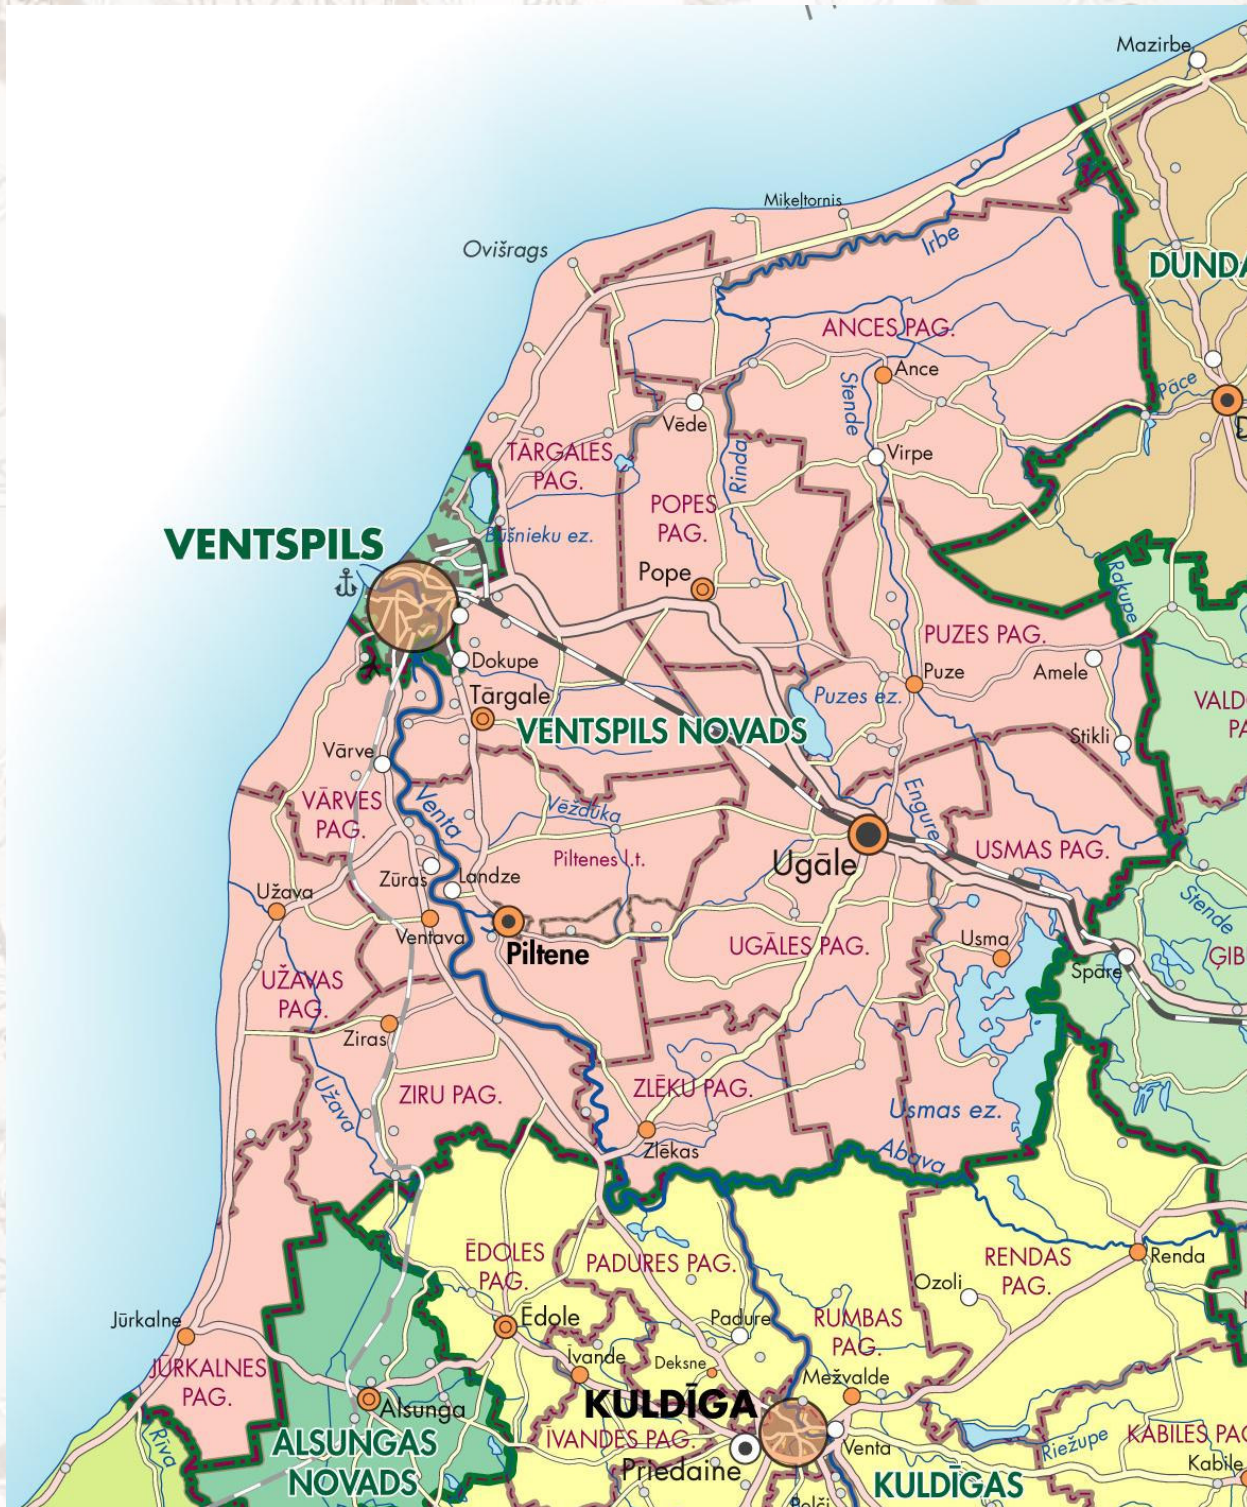 Mazirbe
Miķeltornis
Ovišrags
Irbe
DUNDA
ANCES PAG.
Ance
Stende
Pāce
Vēde
Rinda
TĀRGALES
PAG.
Virpe
POPES
PAG.
VENTSPILS
Būšnieku ez.
Pope
Rakupe
PUZES PAG.
Dokupe
Puze
Amele
Tārgale
Puzes ez.
VENTSPILS NOVADS
Stikli
Vārve
VĀRVES
PAG.
Venta
Vēžduka
Engure
Piltenes l.t.
Ugāle
USMAS PAG.
Zūras
Landze
Užava
Stende
Ventava
Piltene
UGĀLES PAG.
Usma
Spāre
ĢIB
UŽAVAS
PAG.
Ziras
Užava
ZIRU PAG.
ZLĒKU PAG.
Usmas ez.
Zlēkas
Abava
ĒDOLES
PAG.
PADURES PAG.
RENDAS
PAG.
Renda
Ozoli
Jūrkalne
Ēdole
Padure
RUMBAS
PAG.
Īvande
Deksne
JŪRKALNES
PAG.
Mežvalde
Alsunga
KULDĪGA
Rīva
ALSUNGAS
NOVADS
ĪVANDES PAG.
Priedaine
Venta
Riežupe
KABILES PAG
Kabile
KULDĪGAS